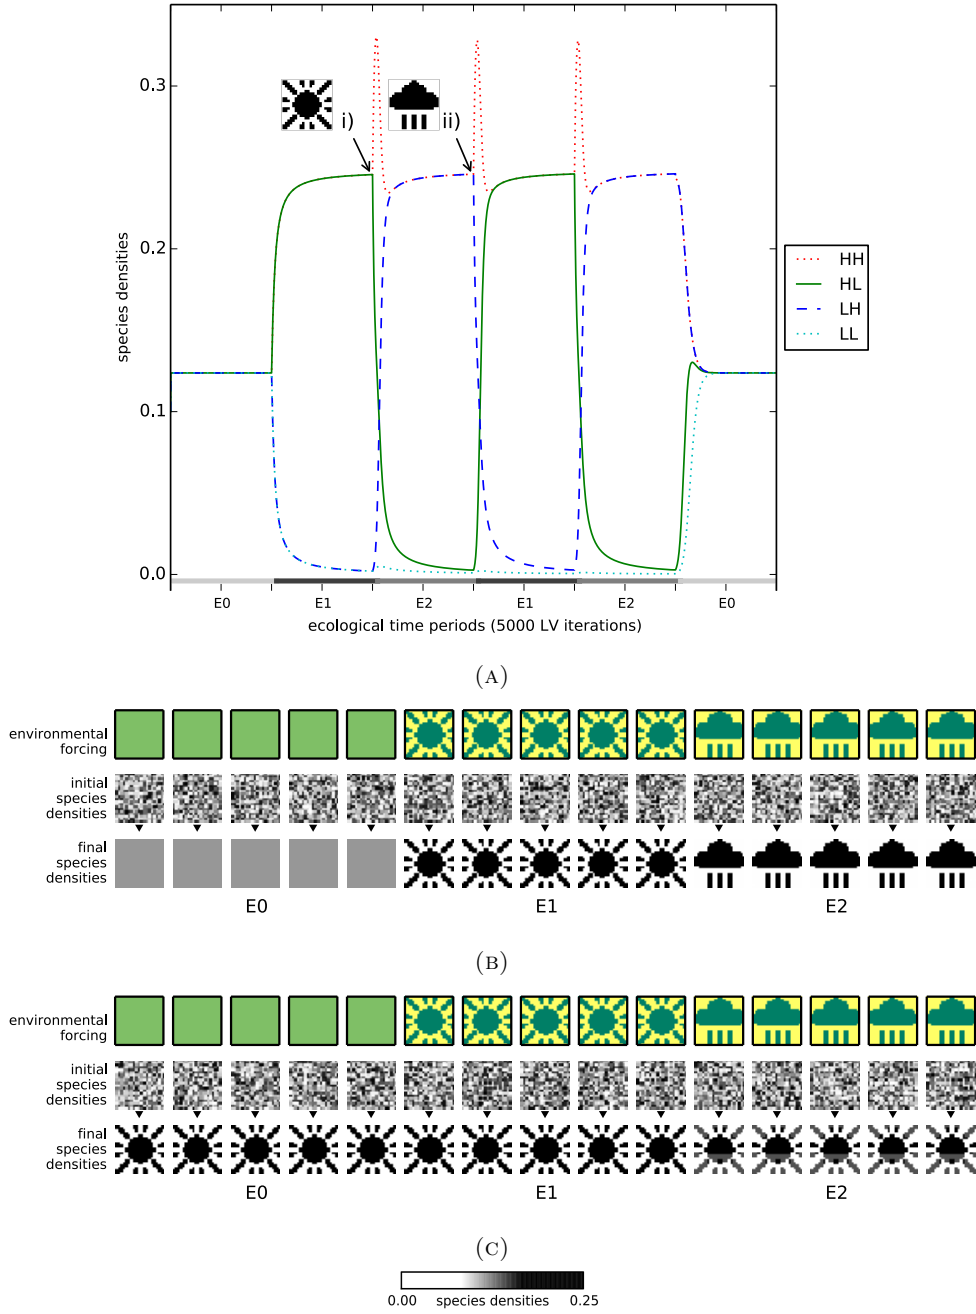 0.3
0.2
0.1
0.0
species densities
i)
ii)
HH
HL
LH
LL
E0 E1 E2 E1 E2 E0
ecological time periods (5000 LV iterations)
(A)
environmental
forcing
initial
species
densities
final
species
densities
E0 E1 E2
(B)
environmental
forcing
initial
species
densities
final
species
densities
E0 E1 E2
(C)
0.00 species densities 0.25